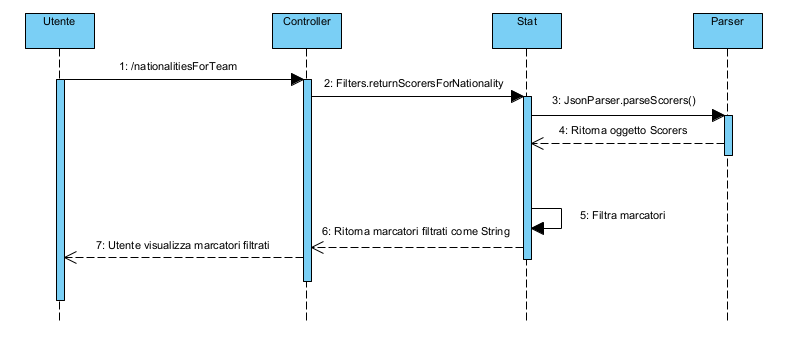 Utente
Controller
Stat
Parser
1: /nationalitiesForTeam
2: Filters.returnScorersForNationality
3: JsonParser.parseScorers()
4: Ritorna oggetto Scorers
5: Filtra marcatori
6: Ritorna marcatori filtrati come String
7: Utente visualizza marcatori filtrati